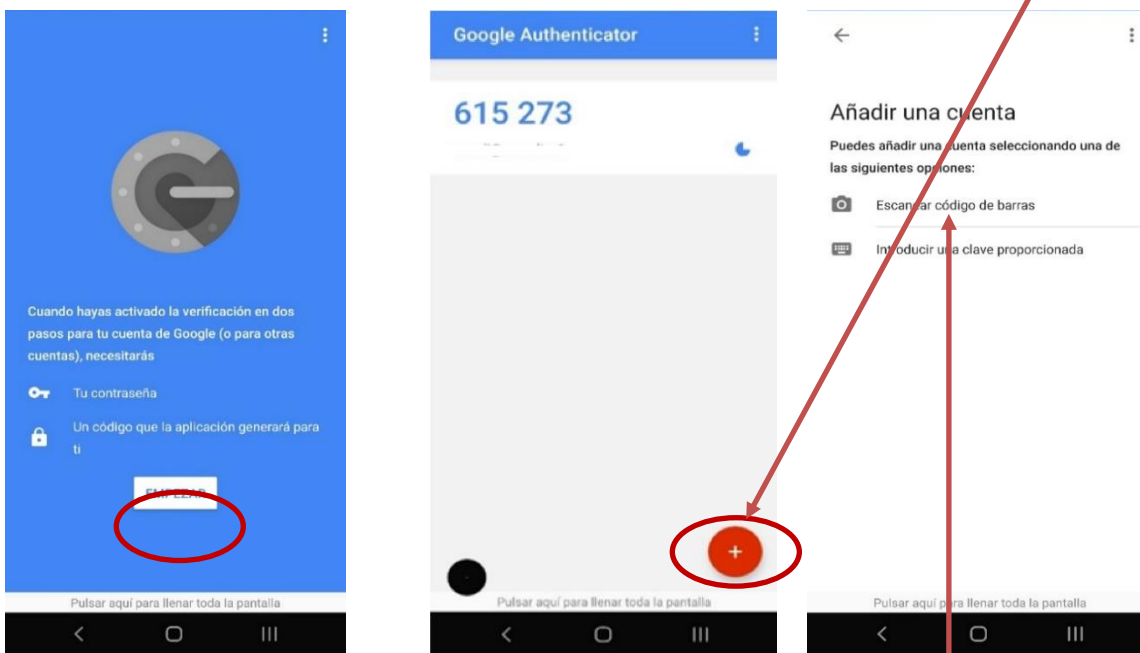 Cuando hayas activado la verificación en dos
pasos para tu cuenta de Google (o para otras
cuentas), necesitarás
Tu contraseña
Un código que la aplicación generará para
ti
EMPEZAR
Pulsar aquí para llenar toda la pantalla
Google Authenticator
615 273
Pulsar aquí para llenar toda la pantalla
Añadir una cuenta
Puedes añadir una cuenta seleccionando una de
las siguientes opciones:
Escanear código de barras
Introducir una clave proporcionada
Pulsar aquí para llenar toda la pantalla